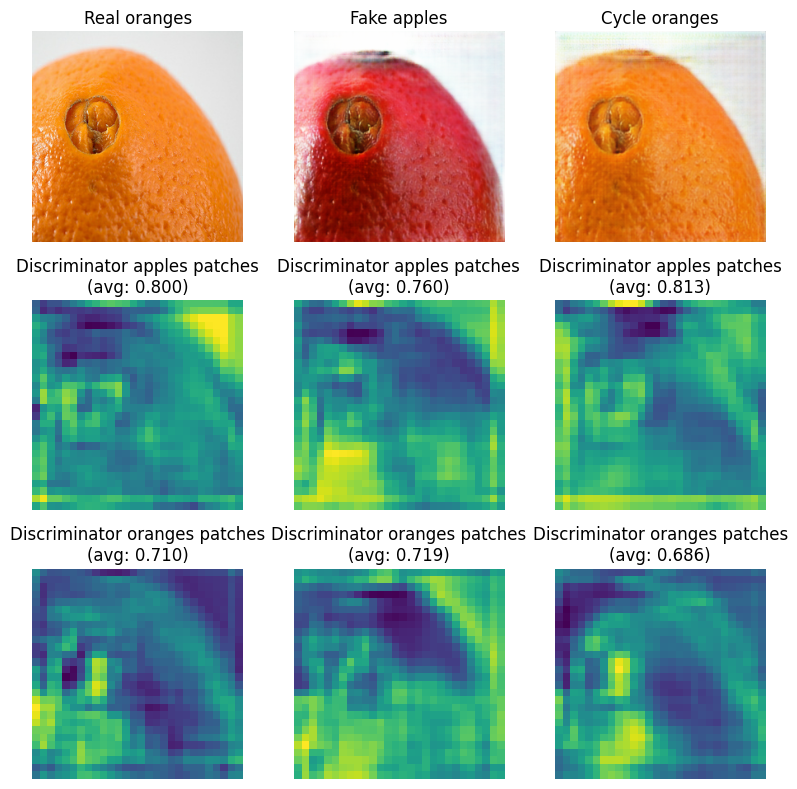 Real oranges
Fake apples
Cycle oranges
Discriminator apples patches
(avg: 0.800)
Discriminator apples patches
(avg: 0.760)
Discriminator apples patches
(avg: 0.813)
Discriminator oranges patches
(avg: 0.710)
Discriminator oranges patches
(avg: 0.719)
Discriminator oranges patches
(avg: 0.686)